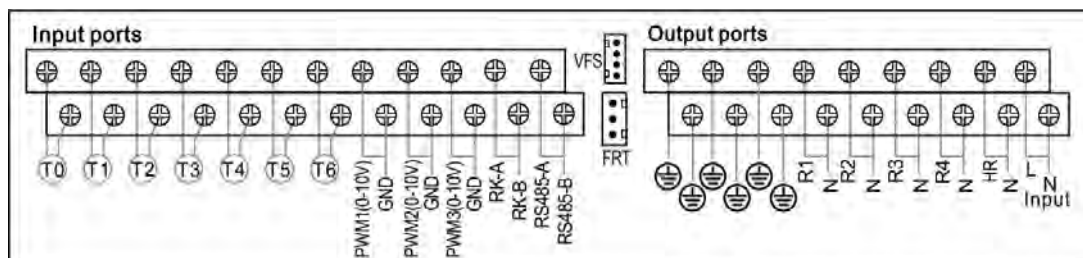 Input ports
VFS
FRT
Output ports
T0
T1
T2
T3
T4
T5
T6
PWM1(0-10V)
GND
PWM2(0-10V)
GND
PWM3(0-10V)
GND
RK-A
RK-B
RS485-A
RS485-B
R1
N
R2
N
R3
N
R4
N
HR
N
L
N
Input